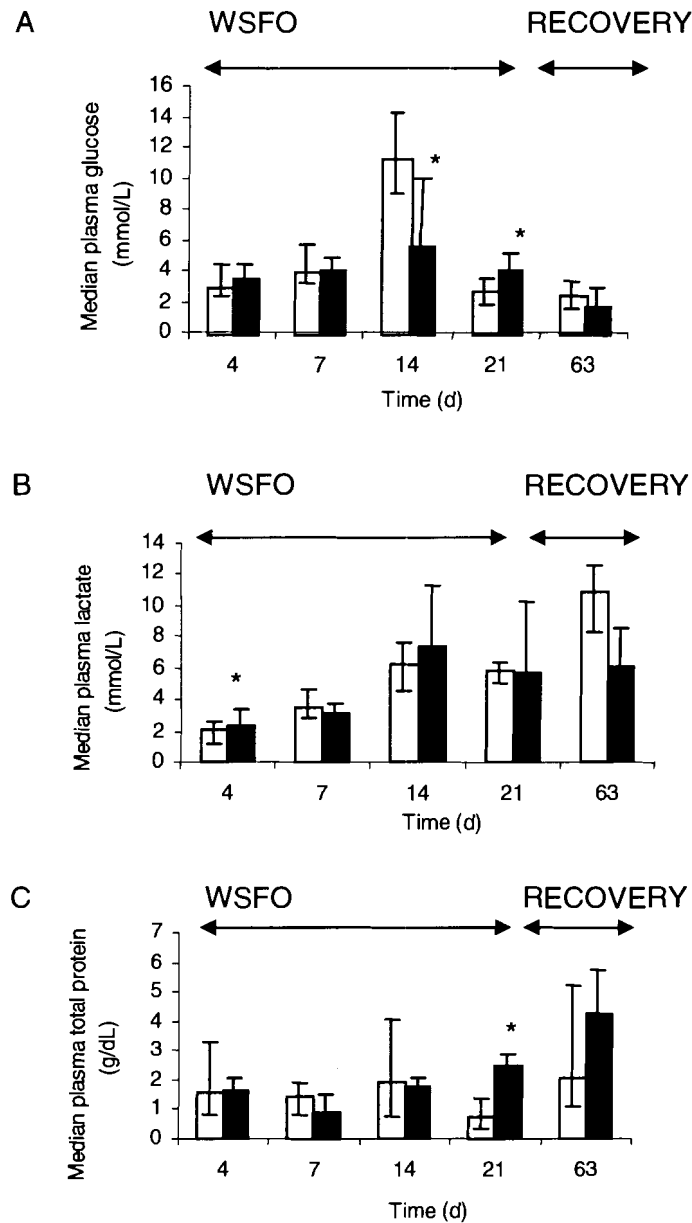 A
WSFO RECOVERY
Median plasma glucose
(mmol/L)
16
14
12
10
8
6
4
2
0
*
*
4 7 14 21 63
Time (d)
B
WSFO RECOVERY
Median plasma lactate
(mmol/L)
14
12
10
8
6
4
2
0
*
4 7 14 21 63
Time (d)
C
WSFO RECOVERY
Median plasma total protein
(g/dL)
7
6
5
4
3
2
1
0
*
4 7 14 21 63
Time (d)